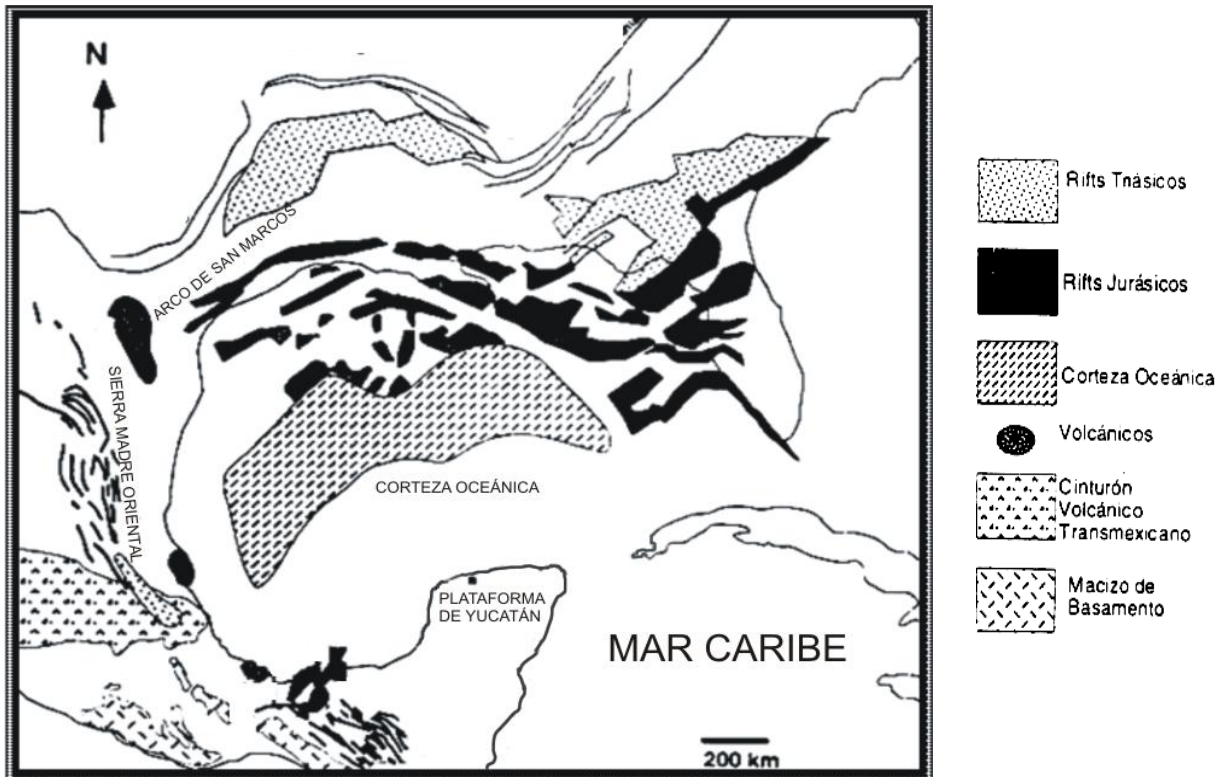 N
ARCO DE SAN MARCOS
SIERRA MADRE ORIENTAL
CORTEZA OCEÁNICA
PLATAFORMA
DE YUCATÁN
MAR CARIBE
200 km
Rifts Triásicos
Rifts Jurásicos
Corteza Oceánica
Volcánicos
Cinturón
Volcánico
Transmexicano
Macizo de
Basamento